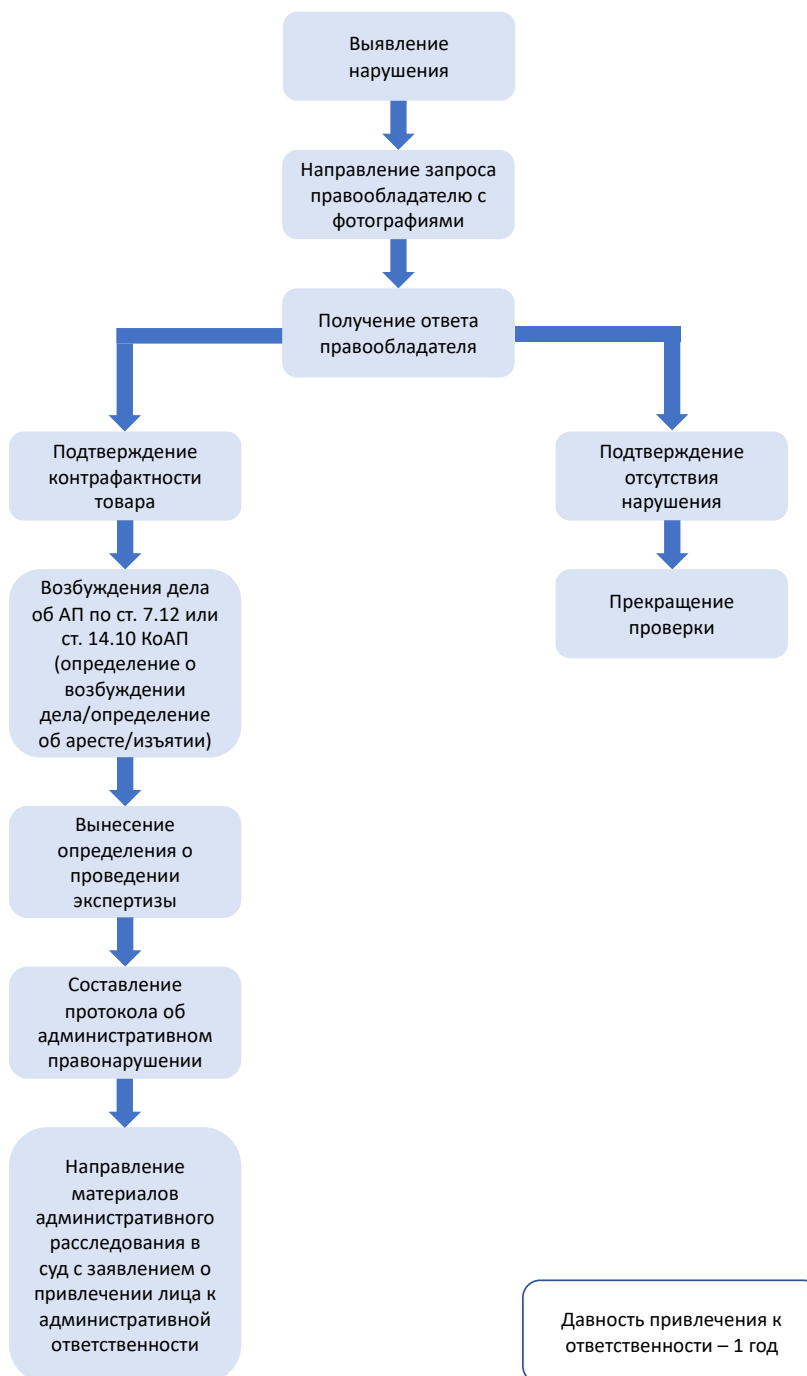 Выявление
нарушения
Направление запроса
правообладателю с
фотографиями
Получение ответа
правообладателя
Подтверждение
контрафактности
товара
Подтверждение
отсутствия
нарушения
Возбуждения дела
об АП по ст. 7.12 или
ст. 14.10 КоАП
(определение о
возбуждении
дела/определение
об аресте/изъятии)
Прекращение
проверки
Вынесение
определения о
проведении
экспертизы
Составление
протокола об
административном
правонарушении
Направление
материалов
административного
расследования в
суд с заявлением о
привлечении лица к
административной
ответственности
Давность привлечения к
ответственности – 1 год